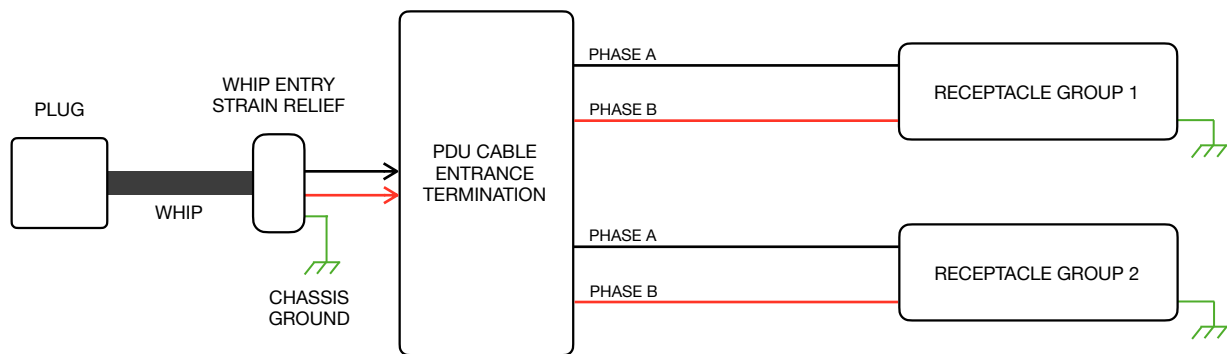 PLUG
WHIP
WHIP ENTRY
STRAIN RELIEF
CHASSIS
GROUND
PDU CABLE
ENTRANCE
TERMINATION
PHASE A
PHASE B
RECEPTACLE GROUP 1
PHASE A
PHASE B
RECEPTACLE GROUP 2